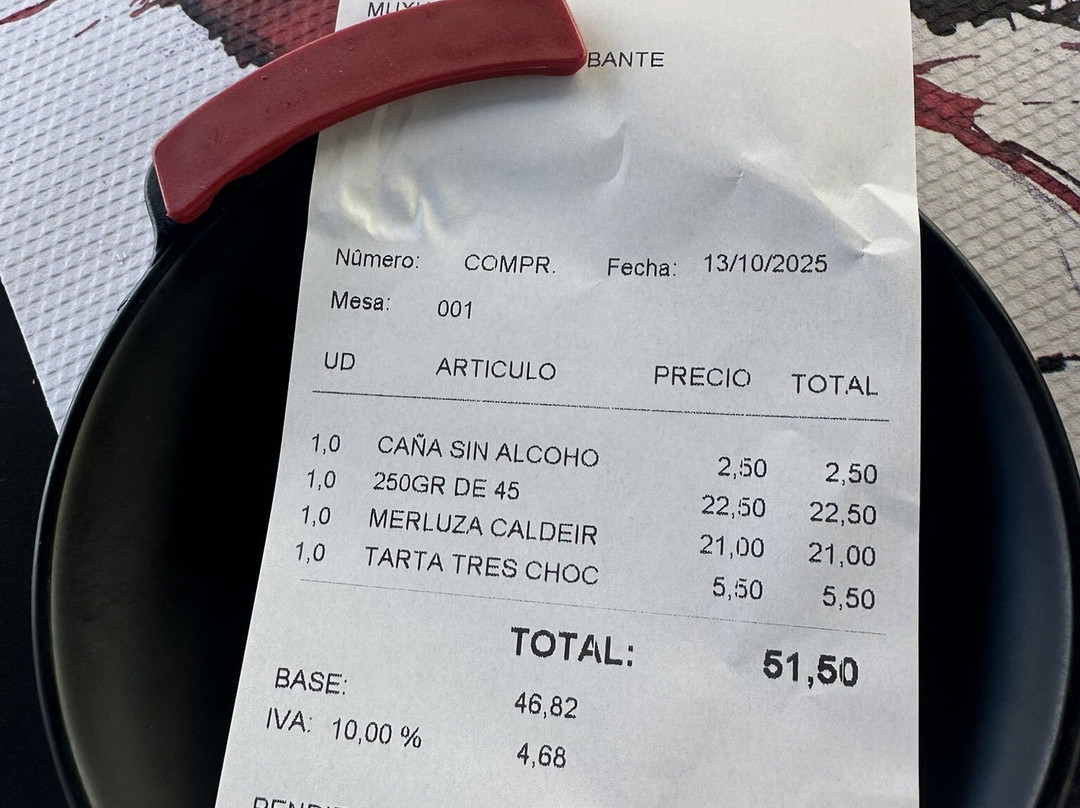 BANTE
Nûmero: COMPR. Fecha: 13/10/2025
Mesa: 001
UD ARTICULO PRECIO TOTAL
1,0 CAÑA SIN ALCOHO 2,50 2,50
1,0 250GR DE 45 22,50 22,50
1,0 MERLUZA CALDEIR 21,00 21,00
1,0 TARTA TRES CHOC 5,50 5,50
TOTAL: 51,50
BASE: 46,82
IVA: 10,00 % 4,68